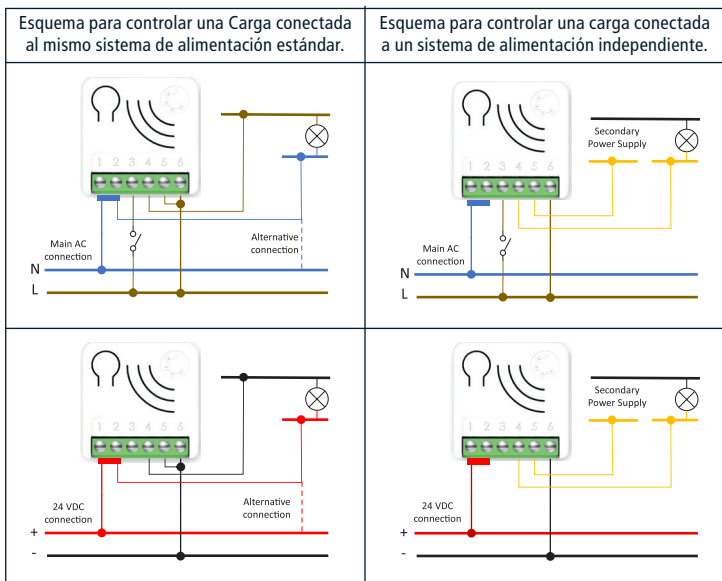 Esquema para controlar una Carga conectada
al mismo sistema de alimentación estándar.
Esquema para controlar una carga conectada
a un sistema de alimentación independiente.
1 2 3 4 5 6
Main AC
connection
Alternative
connection
N
L
1 2 3 4 5 6
Secondary
Power Supply
Main AC
connection
N
L
1 2 3 4 5 6
24 VDC
connection
Alternative
connection
+
-
1 2 3 4 5 6
Secondary
Power Supply
24 VDC
connection
+
-